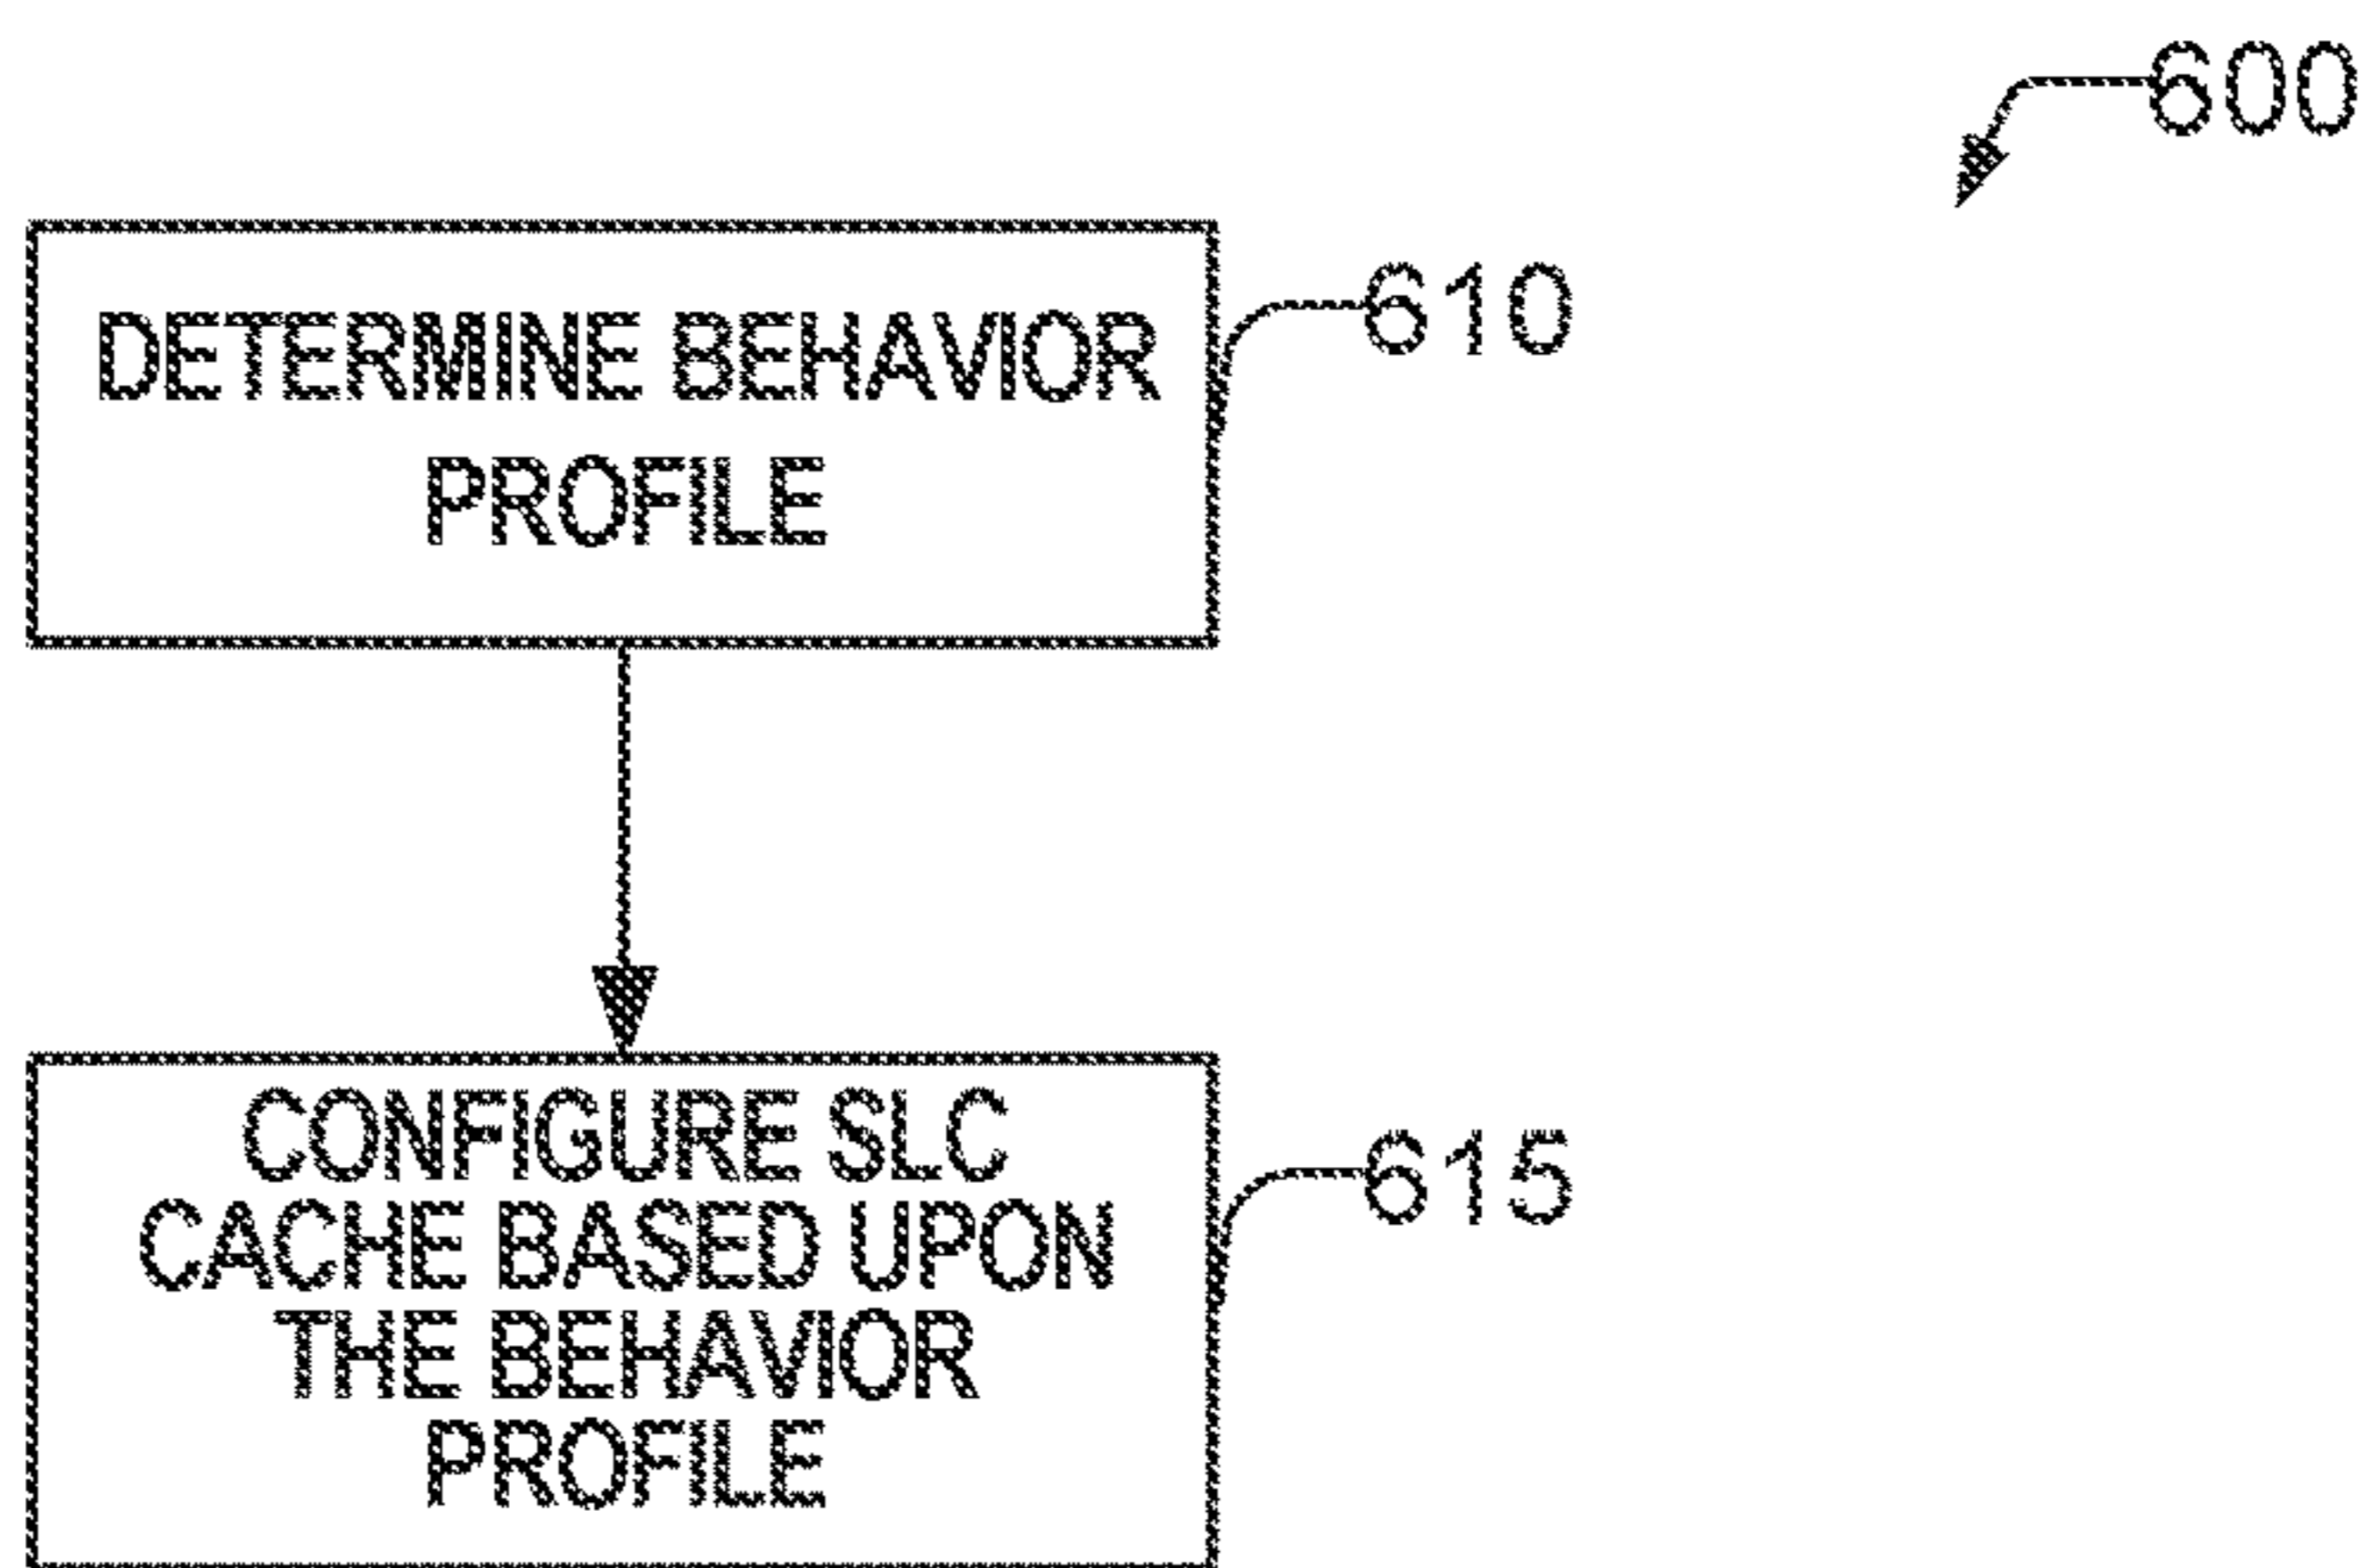 600
DETERMINE BEHAVIOR
PROFILE
610
CONFIGURE SLC
CACHE BASED UPON
THE BEHAVIOR
PROFILE
615